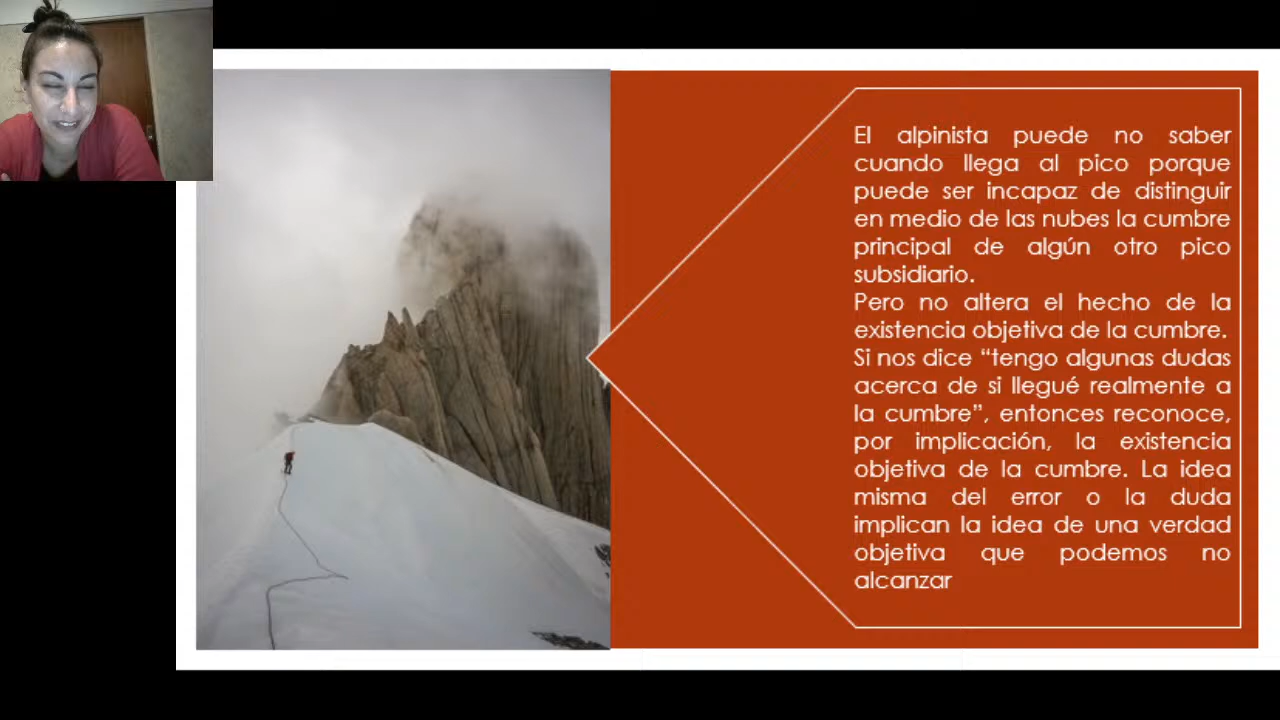 El alpinista puede no saber
cuando llega al pico porque
puede ser incapaz de distinguir
en medio de las nubes la cumbre
principal de algún otro pico
subsidiario.
Pero no altera el hecho de la
existencia objetiva de la cumbre.
Si nos dice “tengo algunas dudas
acerca de si llegué realmente a
la cumbre”, entonces reconoce,
por implicación, la existencia
objetiva de la cumbre. La idea
misma del error o la duda
implican la idea de una verdad
objetiva que podemos no
alcanzar